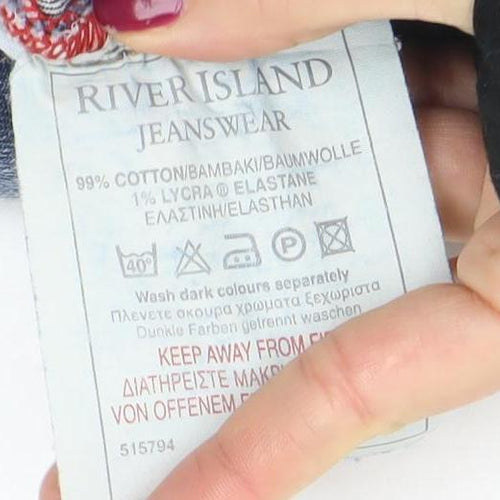 RIVER ISLAND
JEANSWEAR
99% COTTON/BAMBAKI/BAUMWOLLE
1% LYCRA ® ELASTANE
ΕΛΑΣΤΙΝΗ/ELASTHAN
40° P
Wash dark colours separately
Πλενετε σκουρα χρωματα ξεχωριστα
Dunkle Farben getrennt waschen
KEEP AWAY FROM
ΔΙΑΤΗΡΕΙΣΤΕ
VON OFFENEM
515794